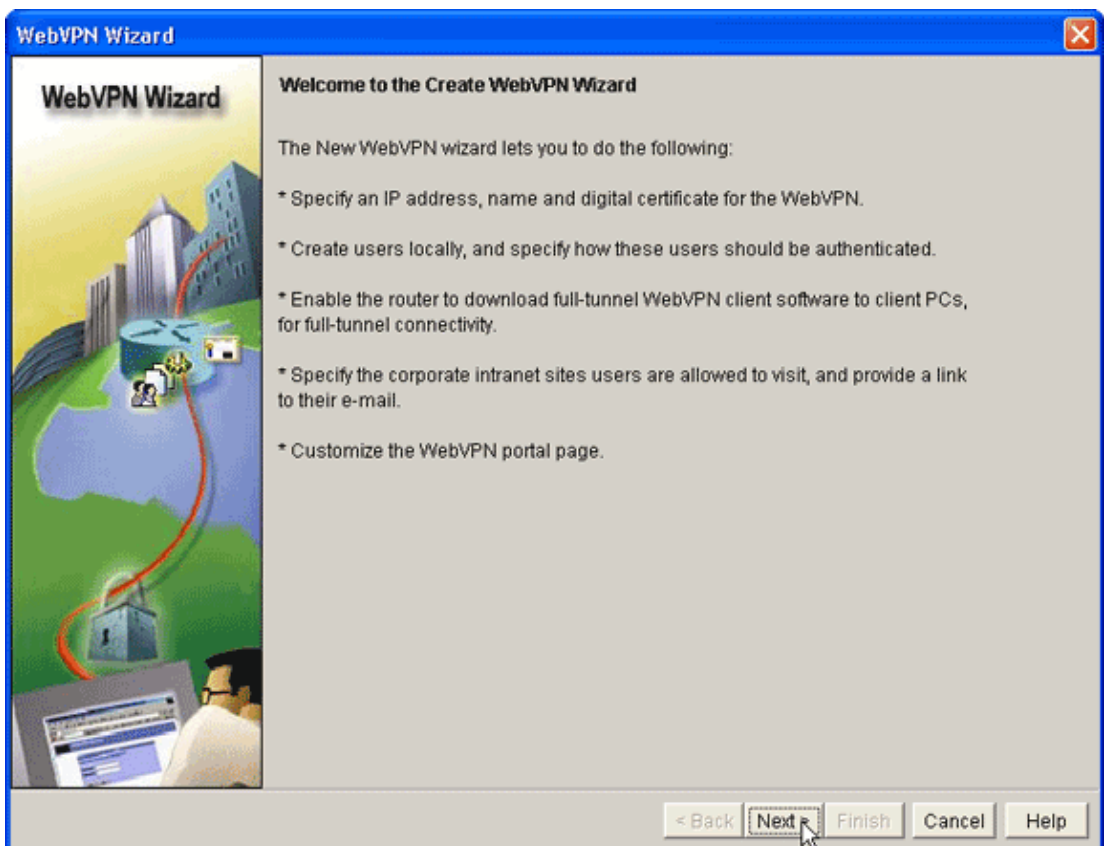 WebVPN Wizard
WebVPN Wizard
Welcome to the Create WebVPN Wizard
The New WebVPN wizard lets you to do the following:
* Specify an IP address, name and digital certificate for the WebVPN.
* Create users locally, and specify how these users should be authenticated.
* Enable the router to download full-tunnel WebVPN client software to client PCs,
for full-tunnel connectivity.
* Specify the corporate intranet sites users are allowed to visit, and provide a link
to their e-mail.
* Customize the WebVPN portal page.
< Back Next > Finish Cancel Help